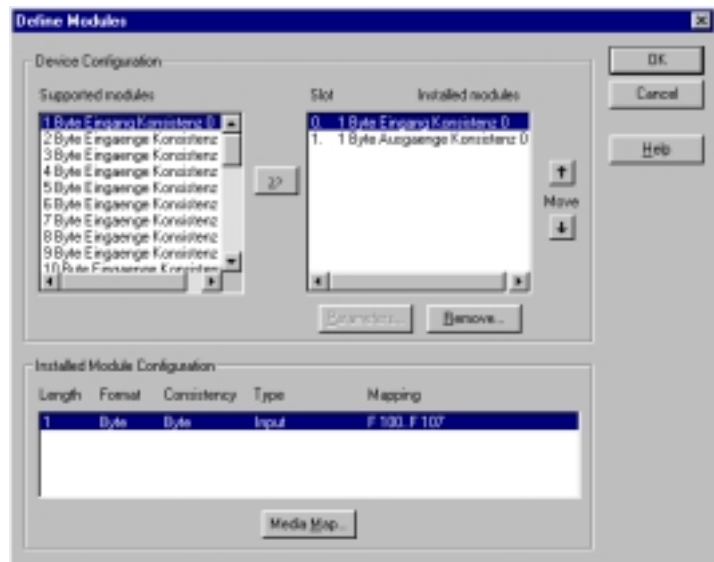 Define Modules
Device Configuration
Supported modules
1 Byte Eingang Konsistenz 0
2 Byte Eingaenge Konsistenz
3 Byte Eingaenge Konsistenz
4 Byte Eingaenge Konsistenz
5 Byte Eingaenge Konsistenz
6 Byte Eingaenge Konsistenz
7 Byte Eingaenge Konsistenz
8 Byte Eingaenge Konsistenz
9 Byte Eingaenge Konsistenz
10 Byte Eingaenge Konsistenz
>>
Slot Installed modules
0. 1 Byte Eingang Konsistenz 0
1. 1 Byte Ausgaenge Konsistenz 0
Move
Parameters... Remove...
OK
Cancel
Help
Installed Module Configuration
Length Format Consistency Type Mapping
1 Byte Byte Input F 100. F 107
Media Map...